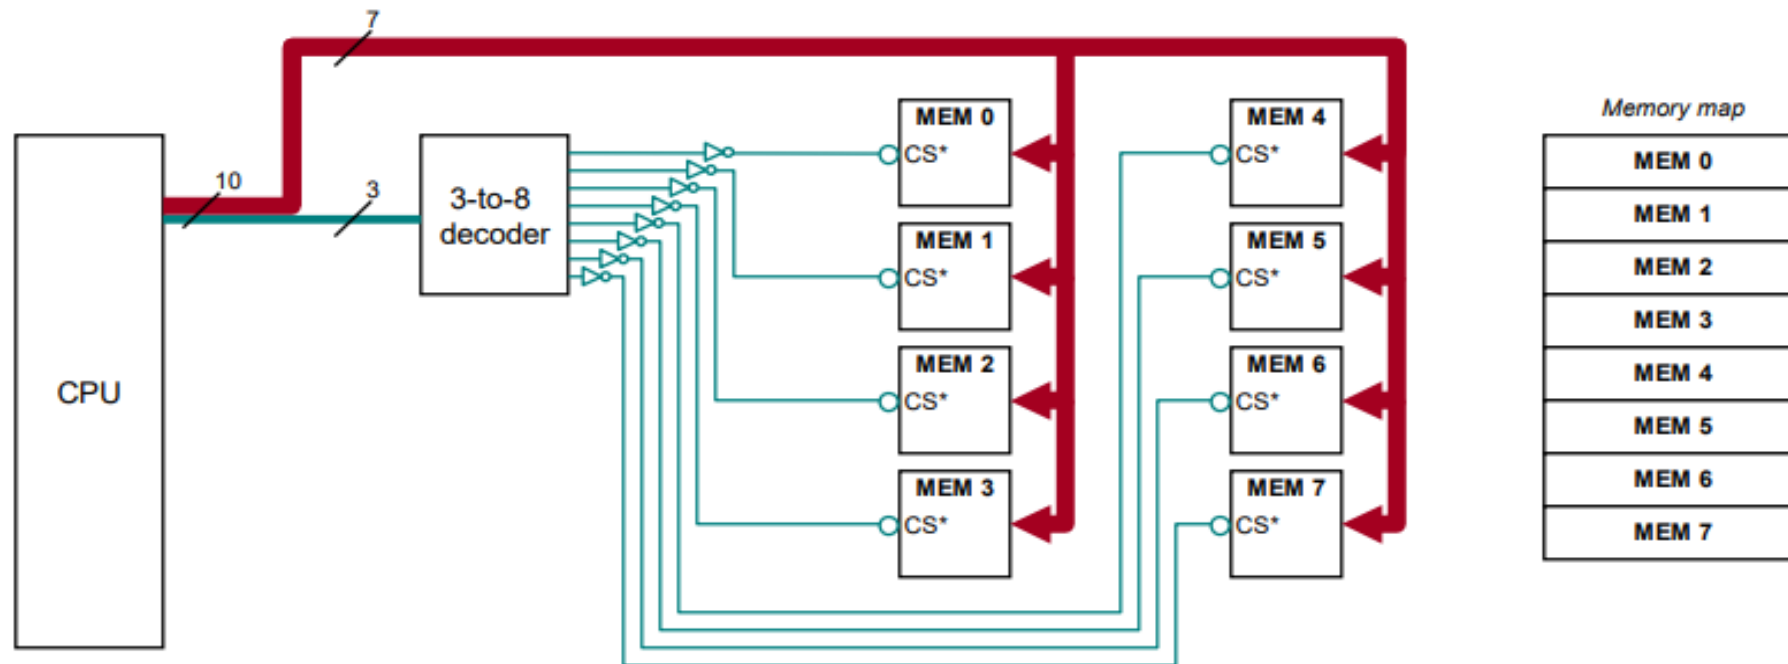 7
10
3
CPU
3-to-8
decoder
MEM 0
CS*
MEM 1
CS*
MEM 2
CS*
MEM 3
CS*
MEM 4
CS*
MEM 5
CS*
MEM 6
CS*
MEM 7
CS*
Memory map
MEM 0
MEM 1
MEM 2
MEM 3
MEM 4
MEM 5
MEM 6
MEM 7